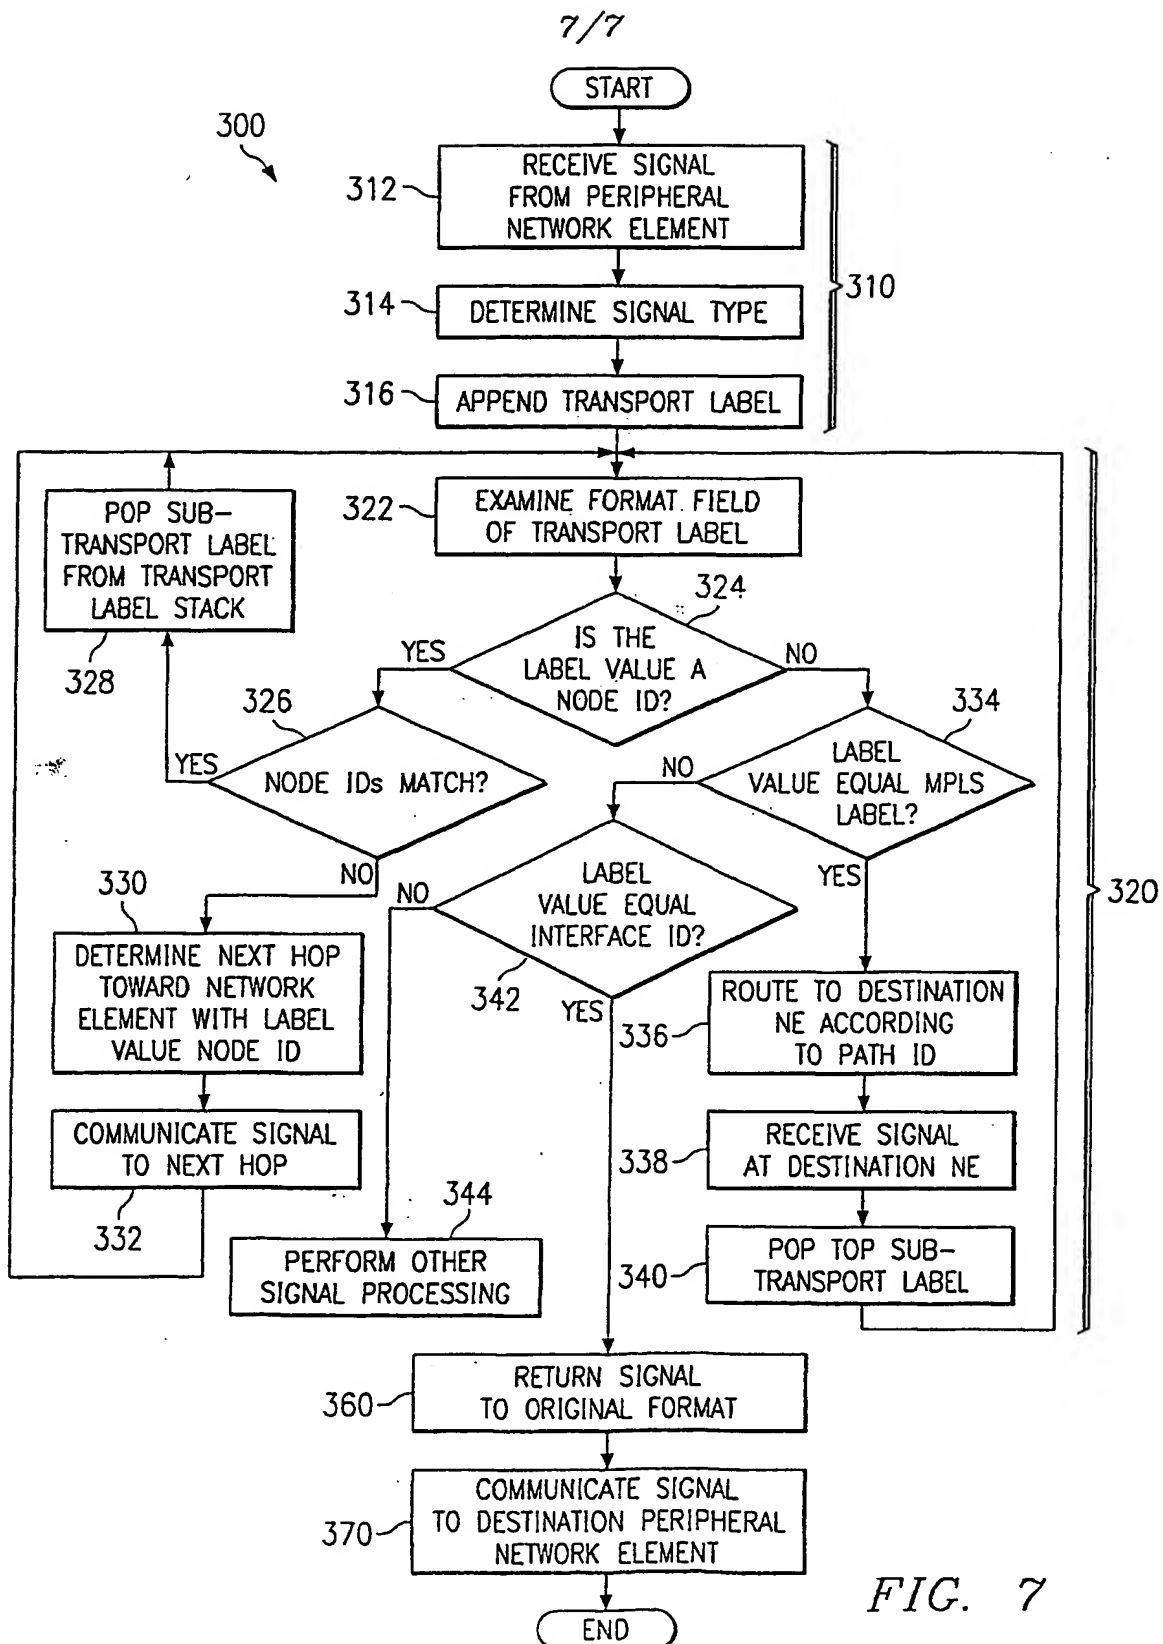 7/7
START
300
RECEIVE SIGNAL
FROM PERIPHERAL
NETWORK ELEMENT
312
310
DETERMINE SIGNAL TYPE
314
APPEND TRANSPORT LABEL
316
POP SUB-
TRANSPORT LABEL
FROM TRANSPORT
LABEL STACK
328
EXAMINE FORMAT FIELD
OF TRANSPORT LABEL
322
324
IS THE
LABEL VALUE A
NODE ID?
YES
NO
326
NODE IDs MATCH?
YES
NO
334
LABEL
VALUE EQUAL MPLS
LABEL?
NO
YES
320
LABEL
VALUE EQUAL
INTERFACE ID?
NO
342
YES
330
DETERMINE NEXT HOP
TOWARD NETWORK
ELEMENT WITH LABEL
VALUE NODE ID
COMMUNICATE SIGNAL
TO NEXT HOP
332
344
PERFORM OTHER
SIGNAL PROCESSING
ROUTE TO DESTINATION
NE ACCORDING
TO PATH ID
336
RECEIVE SIGNAL
AT DESTINATION NE
338
POP TOP SUB-
TRANSPORT LABEL
340
RETURN SIGNAL
TO ORIGINAL FORMAT
360
COMMUNICATE SIGNAL
TO DESTINATION PERIPHERAL
NETWORK ELEMENT
370
END
FIG. 7